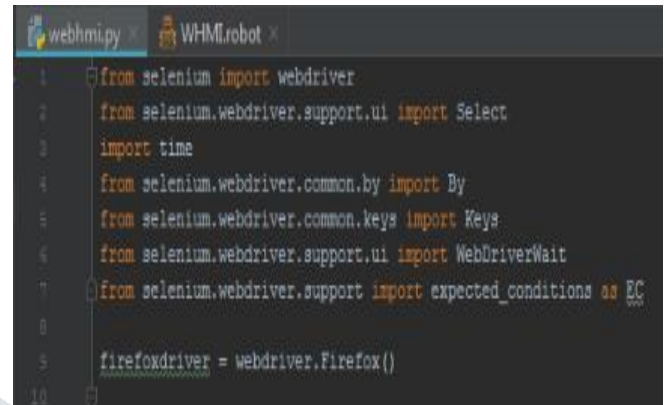 webhmi.py WHMI.robot
1 from selenium import webdriver
2 from selenium.webdriver.support.ui import Select
3 import time
4 from selenium.webdriver.common.by import By
5 from selenium.webdriver.common.keys import Keys
6 from selenium.webdriver.support.ui import WebDriverWait
7 from selenium.webdriver.support import expected_conditions as EC
8
9 firefoxdriver = webdriver.Firefox()
10